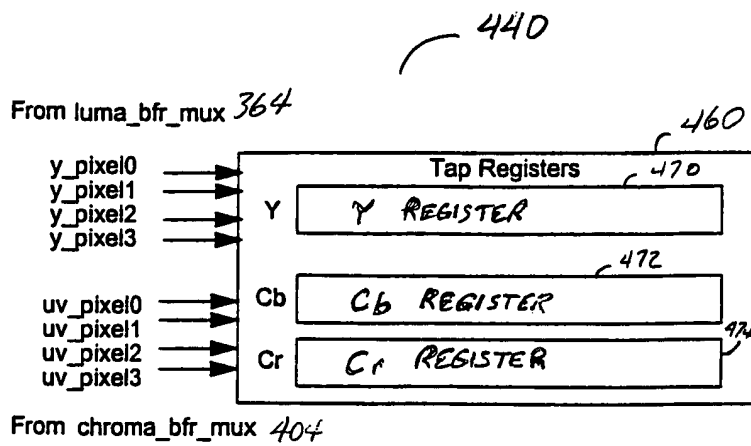 440
From luma_bfr_mux 364
460
Tap Registers
470
y_pixel0
y_pixel1
y_pixel2
y_pixel3
Y Y REGISTER
472
uv_pixel0
uv_pixel1
uv_pixel2
uv_pixel3
Cb Cb REGISTER
474
Cr Cr REGISTER
From chroma_bfr_mux 404